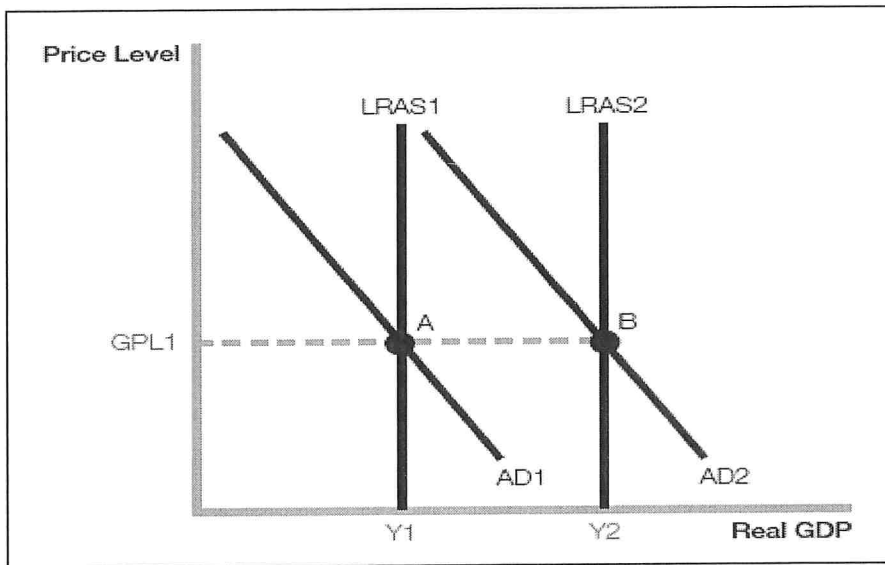 Price Level
LRAS1 LRAS2
A B
GPL1
AD1 AD2
Y1 Y2 Real GDP